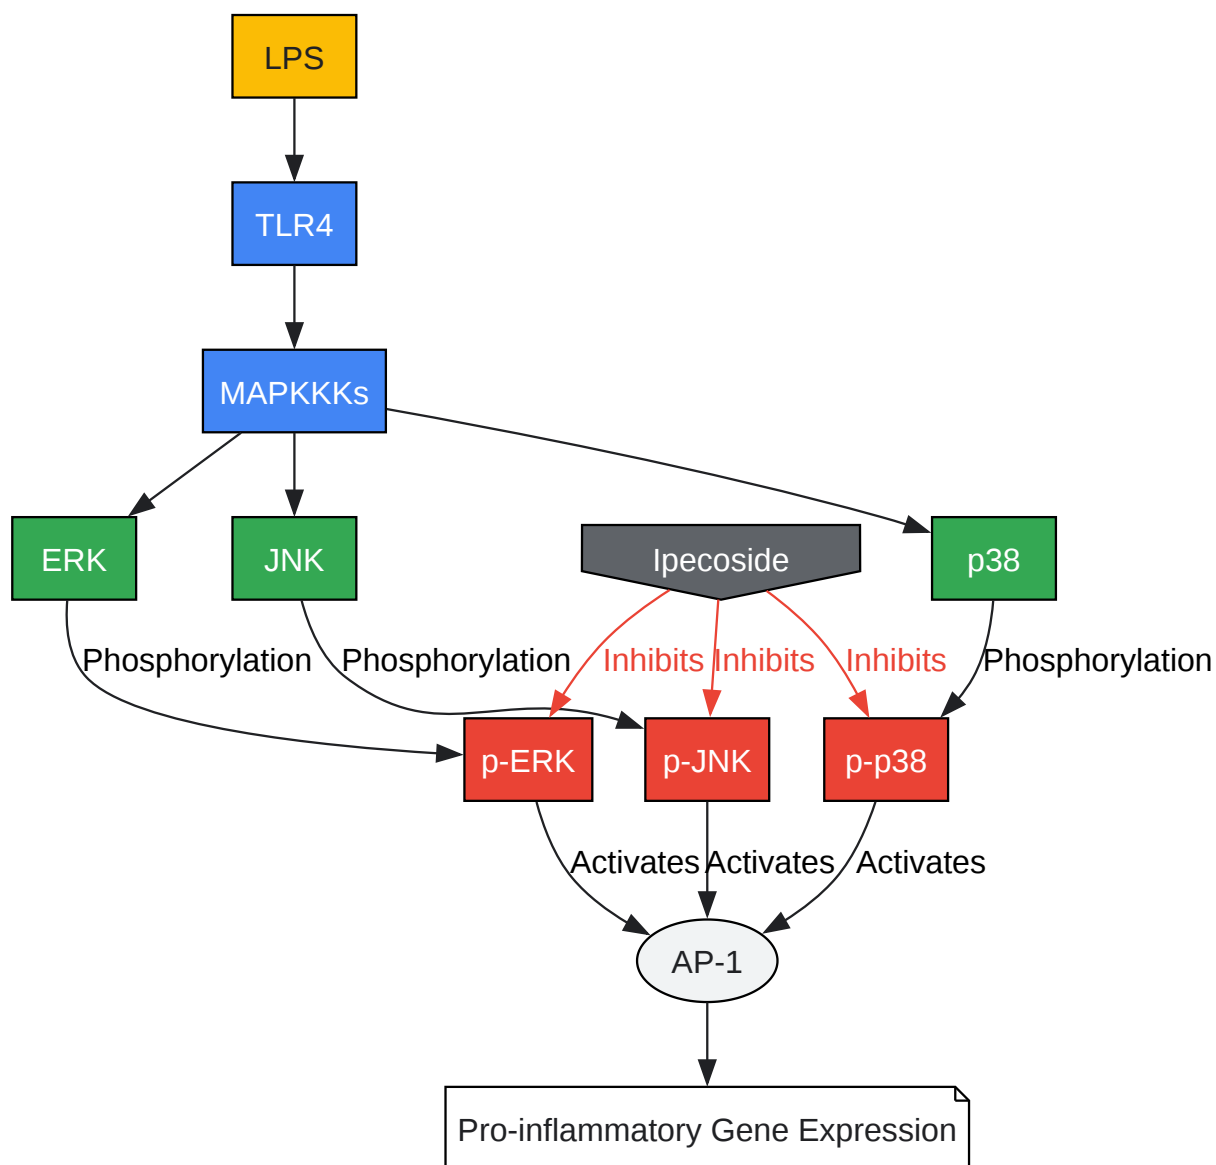 LPS
TLR4
MAPKKKs
ERK
JNK
Ipecoside
p38
Phosphorylation
Phosphorylation
Inhibits
Inhibits
Inhibits
Phosphorylation
p-ERK
p-JNK
p-p38
Activates
Activates
Activates
AP-1
Pro-inflammatory Gene Expression